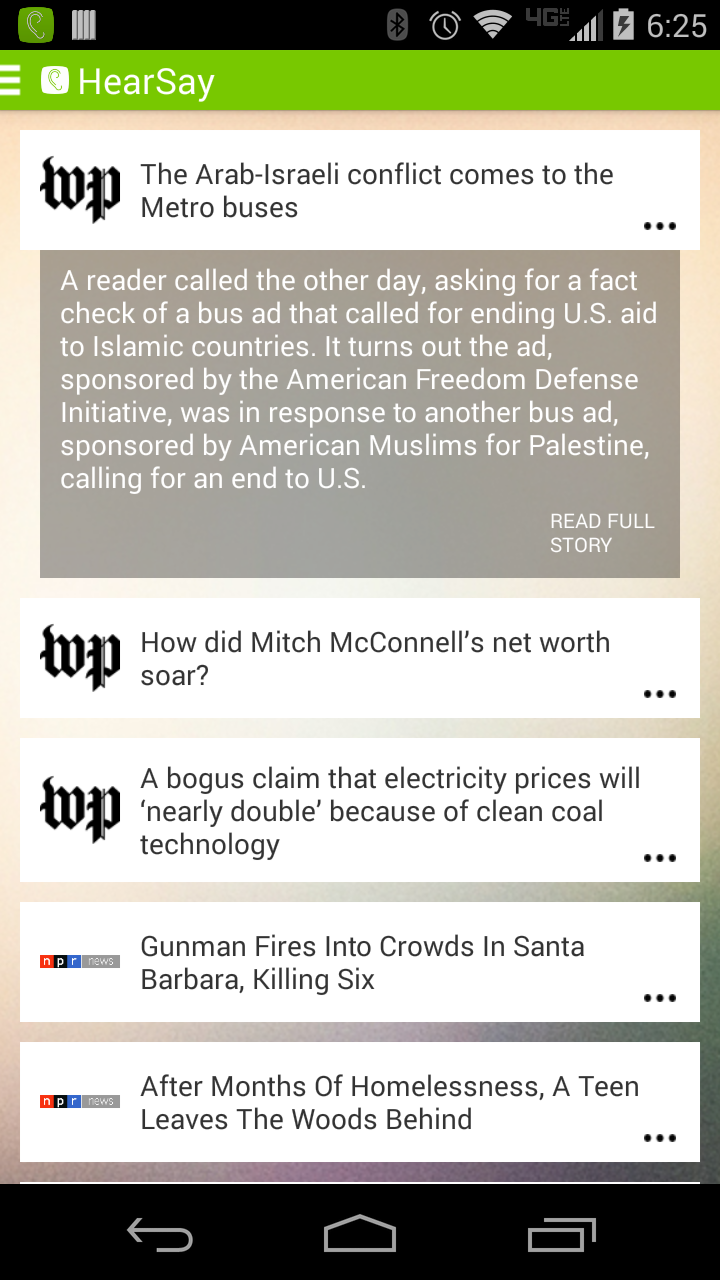 4G LTE 6:25
HearSay
wp The Arab-Israeli conflict comes to the
Metro buses
A reader called the other day, asking for a fact
check of a bus ad that called for ending U.S. aid
to Islamic countries. It turns out the ad,
sponsored by the American Freedom Defense
Initiative, was in response to another bus ad,
sponsored by American Muslims for Palestine,
calling for an end to U.S.
READ FULL
STORY
wp How did Mitch McConnell’s net worth
soar?
wp A bogus claim that electricity prices will
‘nearly double’ because of clean coal
technology
npr news Gunman Fires Into Crowds In Santa
Barbara, Killing Six
npr news After Months Of Homelessness, A Teen
Leaves The Woods Behind